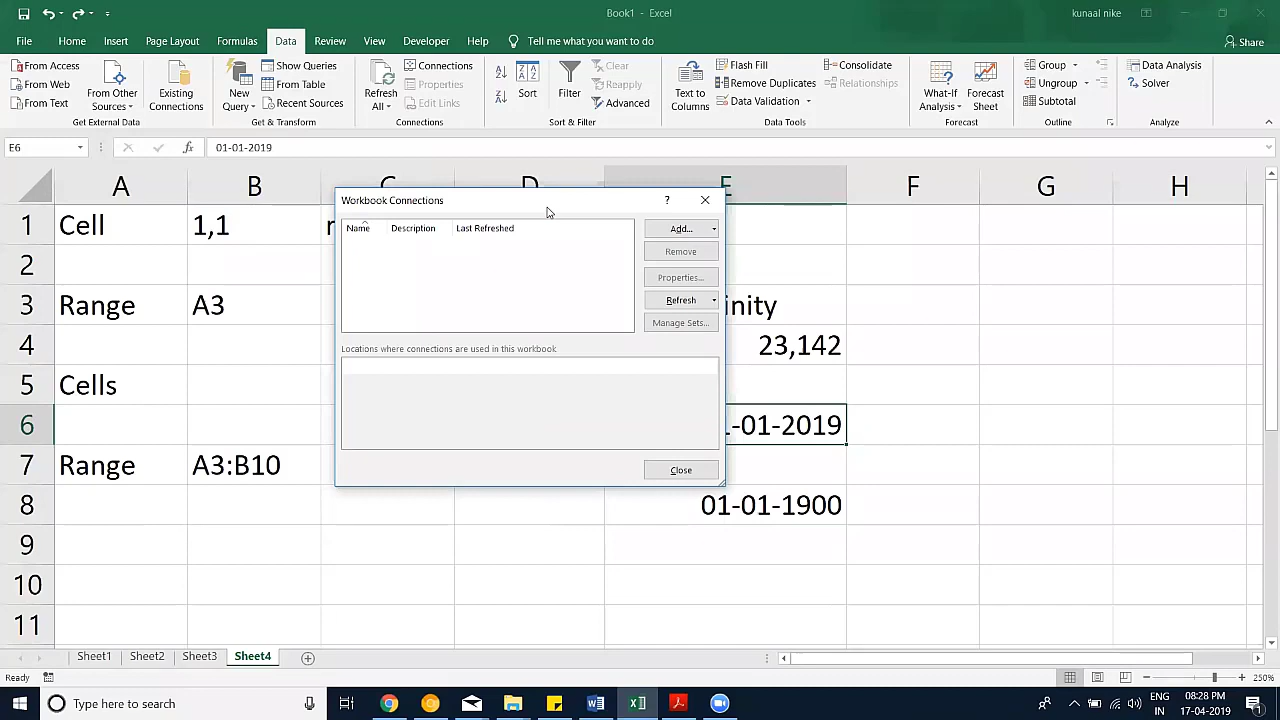 Book1 - Excel
kunaal nike
File Home Insert Page Layout Formulas Data Review View Developer Help Tell me what you want to do
Share
From Access
From Web
From Text
From Other Sources
Existing Connections
Get External Data
New Query
Show Queries
From Table
Recent Sources
Get & Transform
Refresh All
Connections
Properties
Edit Links
Connections
Sort
Filter
Clear
Reapply
Advanced
Sort & Filter
Text to Columns
Flash Fill
Remove Duplicates
Data Validation
Consolidate
Relationships
Data Tools
What-If Analysis
Forecast Sheet
Forecast
Group
Ungroup
Subtotal
Outline
Data Analysis
Solver
Analyze
E6
fx
01-01-2019
A B C D E F G H
1 Cell 1,1 r
2
3 Range A3 inity
4 23,142
5 Cells
6 -01-2019
7 Range A3:B10
8 01-01-1900
9
10
11
Workbook Connections
?
Name Description Last Refreshed
Add...
Remove
Properties...
Refresh
Manage Sets...
Locations where connections are used in this workbook
Close
Sheet1 Sheet2 Sheet3 Sheet4
Ready
250%
Type here to search
ENG
IN
08:28 PM
17-04-2019